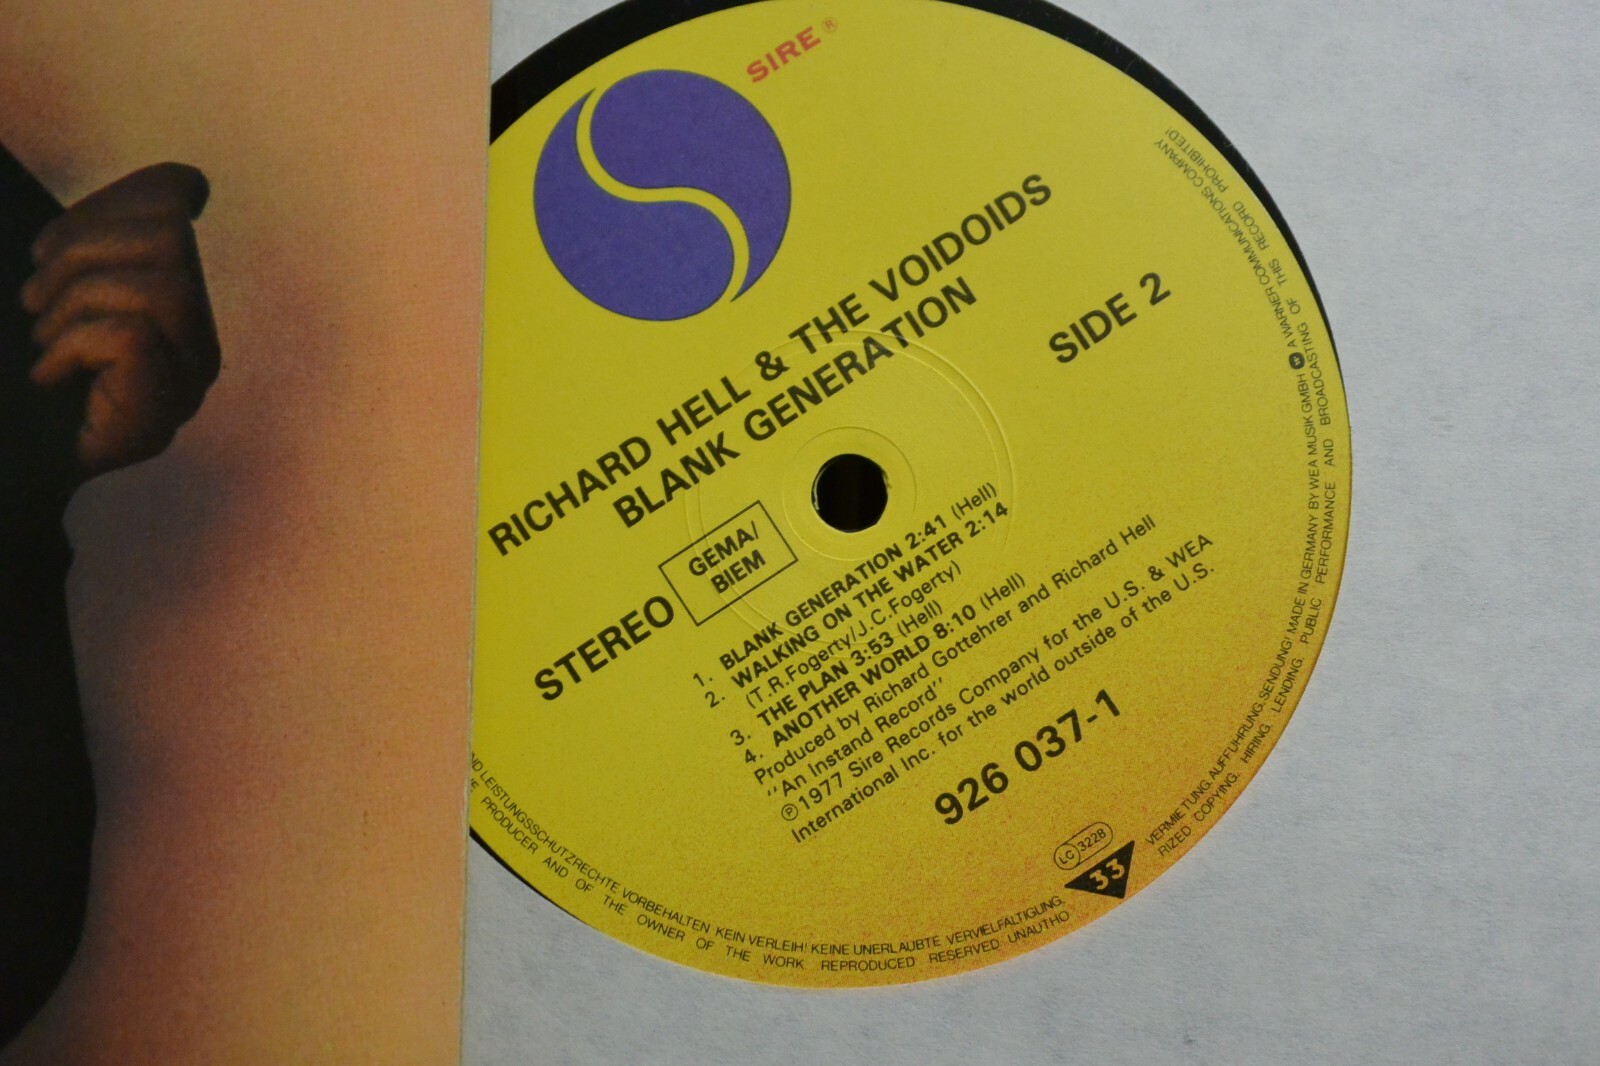 SIRE ®
RICHARD HELL & THE VOIDOIDS
BLANK GENERATION
SIDE 2
STEREO
GEMA/
BIEM
1. BLANK GENERATION 2:41 (Hell)
2. WALKING ON THE WATER 2:14
(T.R.Fogerty/J.C.Fogerty)
3. THE PLAN 3:53 (Hell)
4. ANOTHER WORLD 8:10 (Hell)
Produced by Richard Gottehrer and Richard Hell
"An Instand Record"
℗1977 Sire Records Company for the U.S. & WEA
International Inc. for the world outside of the U.S.
926 037-1
LC 3228
33
LEISTUNGSSCHUTZRECHTE VORBEHALTEN KEIN VERLEIH! KEINE UNERLAUBTE VERVIELFÄLTIGUNG,
VERMIETUNG, AUFFÜHRUNG, SENDUNG! MADE IN GERMANY BY WEA MUSIK GMBH W A WARNER COMMUNICATIONS COMPANY
PRODUCER AND OF THE OWNER OF THE WORK REPRODUCED RESERVED UNAUTHO
RIZED COPYING. HIRING. LENDING. PUBLIC PERFORMANCE AND BROADCASTING OF THIS RECORD PROHIBITED!